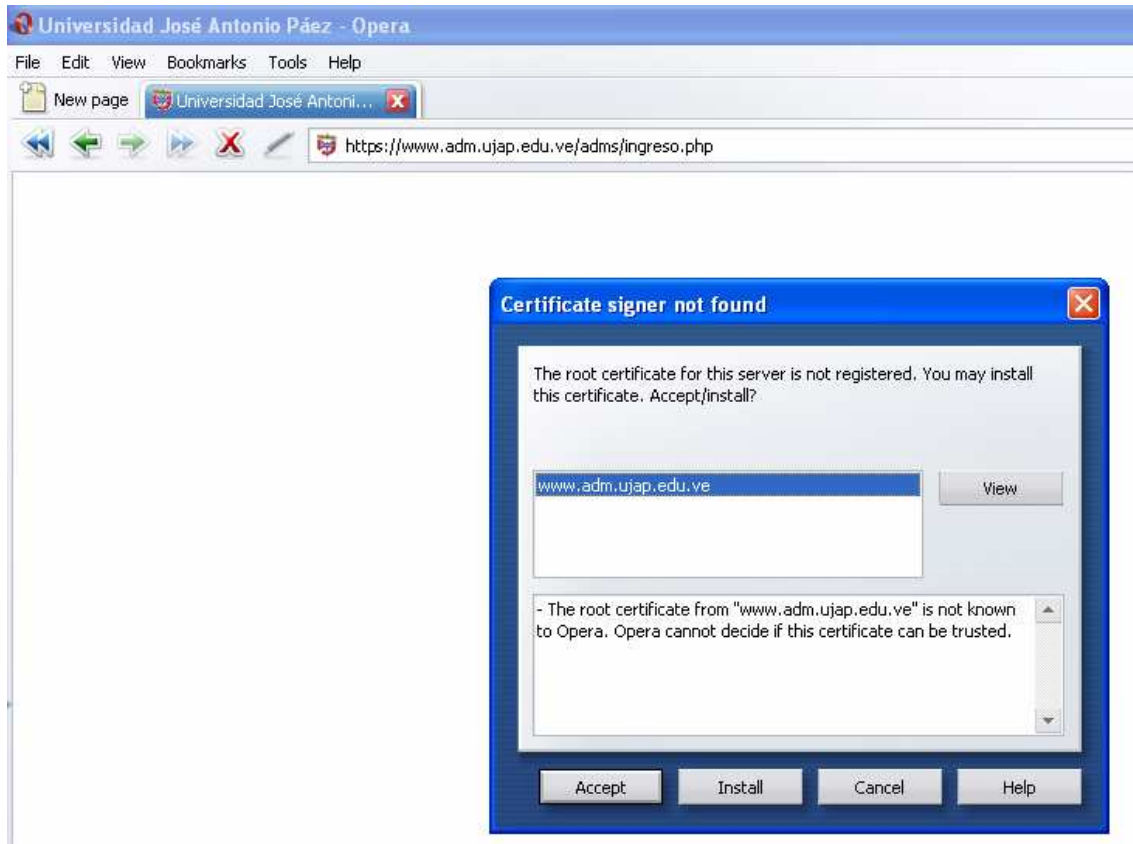 Universidad José Antonio Páez - Opera
File Edit View Bookmarks Tools Help
New page Universidad José Antoni...
https://www.adm.ujap.edu.ve/adms/ingreso.php
Certificate signer not found
The root certificate for this server is not registered. You may install
this certificate. Accept/install?
www.adm.ujap.edu.ve
View
- The root certificate from "www.adm.ujap.edu.ve" is not known
to Opera. Opera cannot decide if this certificate can be trusted.
Accept Install Cancel Help